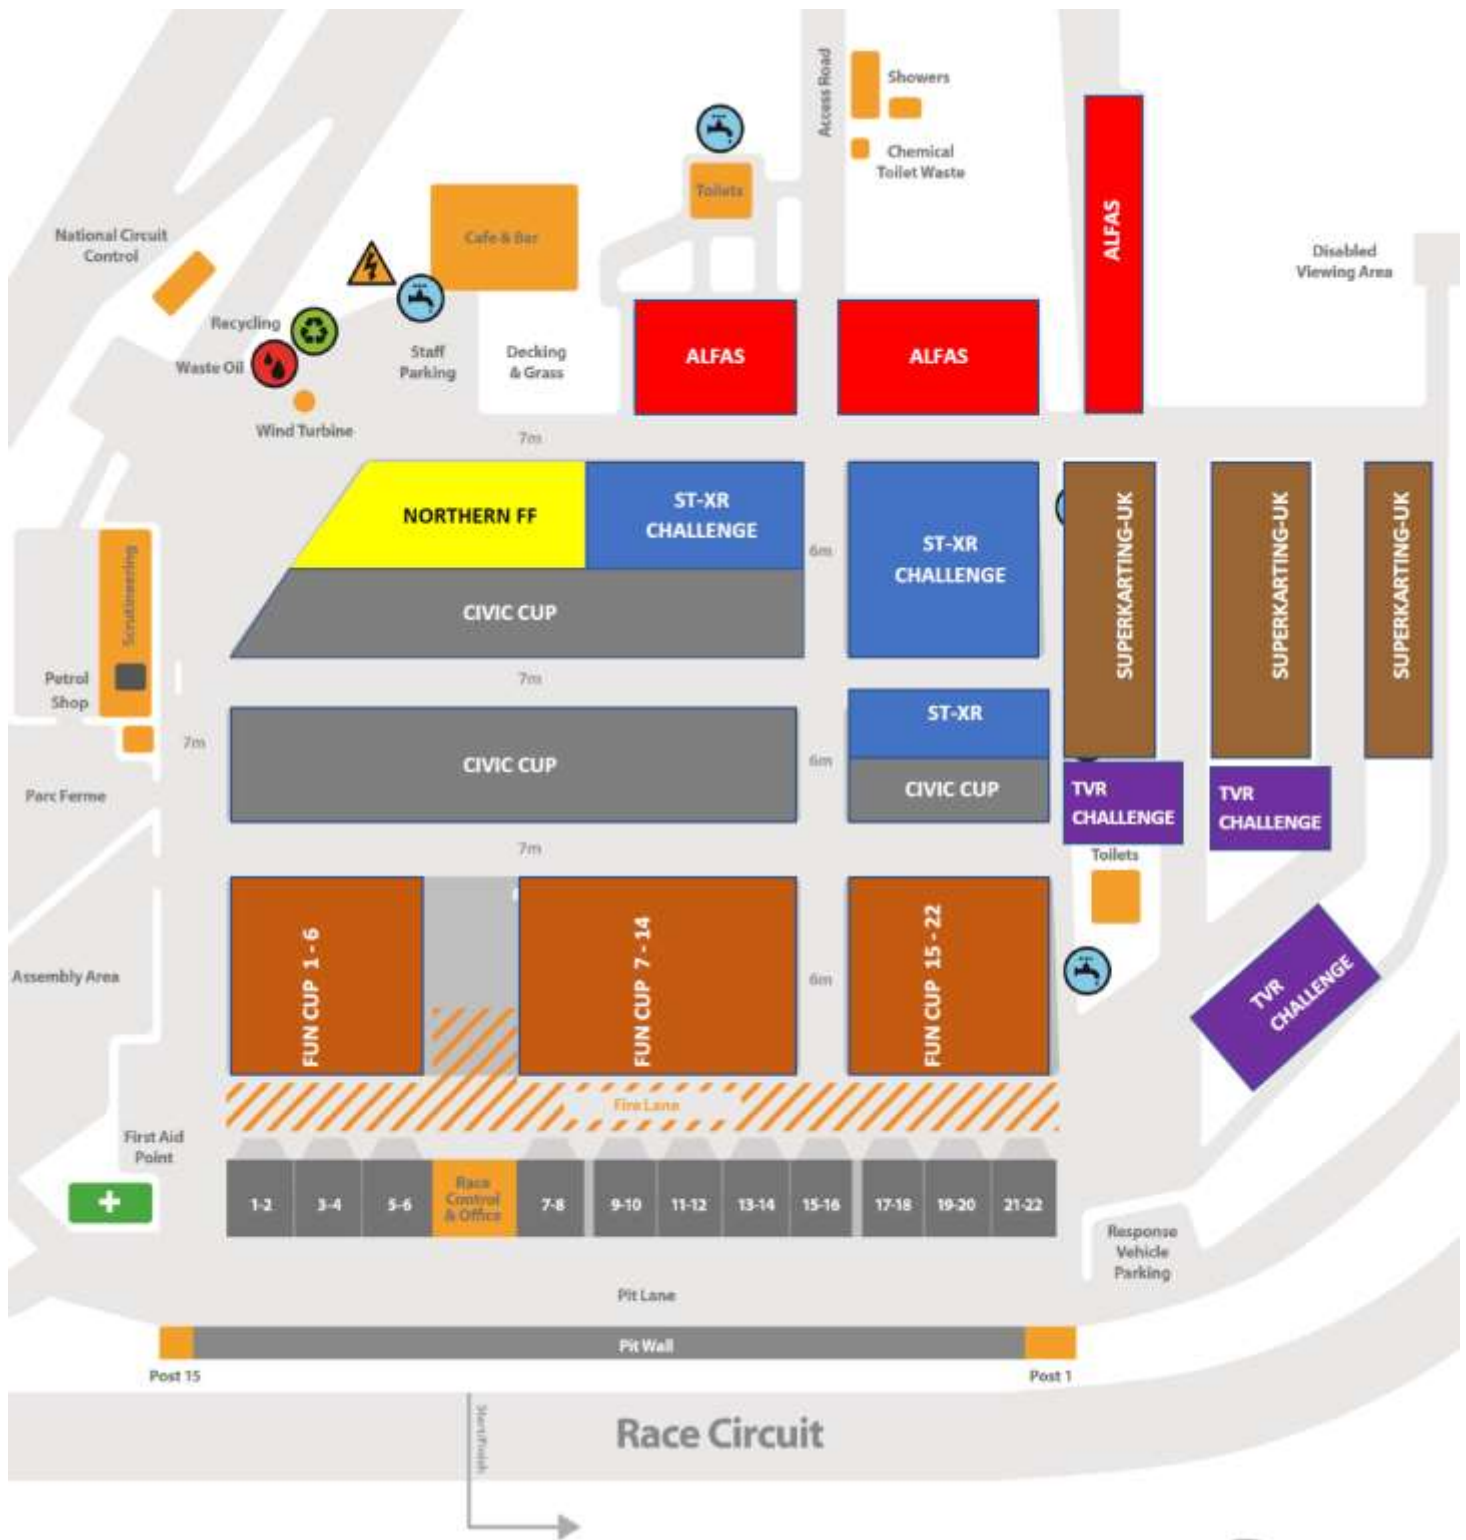 Access Road
Showers
Chemical
Toilet Waste
Toilets
ALFAS
National Circuit
Control
Cafe & Bar
Disabled
Viewing Area
Recycling
Waste Oil
Staff
Parking
Decking
& Grass
ALFAS
ALFAS
Wind Turbine
7m
NORTHERN FF
ST-XR
CHALLENGE
6m
ST-XR
CHALLENGE
SUPERKARTING-UK
SUPERKARTING-UK
SUPERKARTING-UK
Scrutineering
CIVIC CUP
Petrol
Shop
7m
ST-XR
7m
CIVIC CUP
6m
CIVIC CUP
TVR
CHALLENGE
TVR
CHALLENGE
Parc Ferme
7m
Toilets
FUN CUP 1 - 6
FUN CUP 7 - 14
6m
FUN CUP 15 - 22
Assembly Area
TVR
CHALLENGE
Fire Lane
First Aid
Point
1-2
3-4
5-6
Race
Control
& Office
7-8
9-10
11-12
13-14
15-16
17-18
19-20
21-22
Response
Vehicle
Parking
Pit Lane
Pit Wall
Post 15
Post 1
Start/Finish
Race Circuit